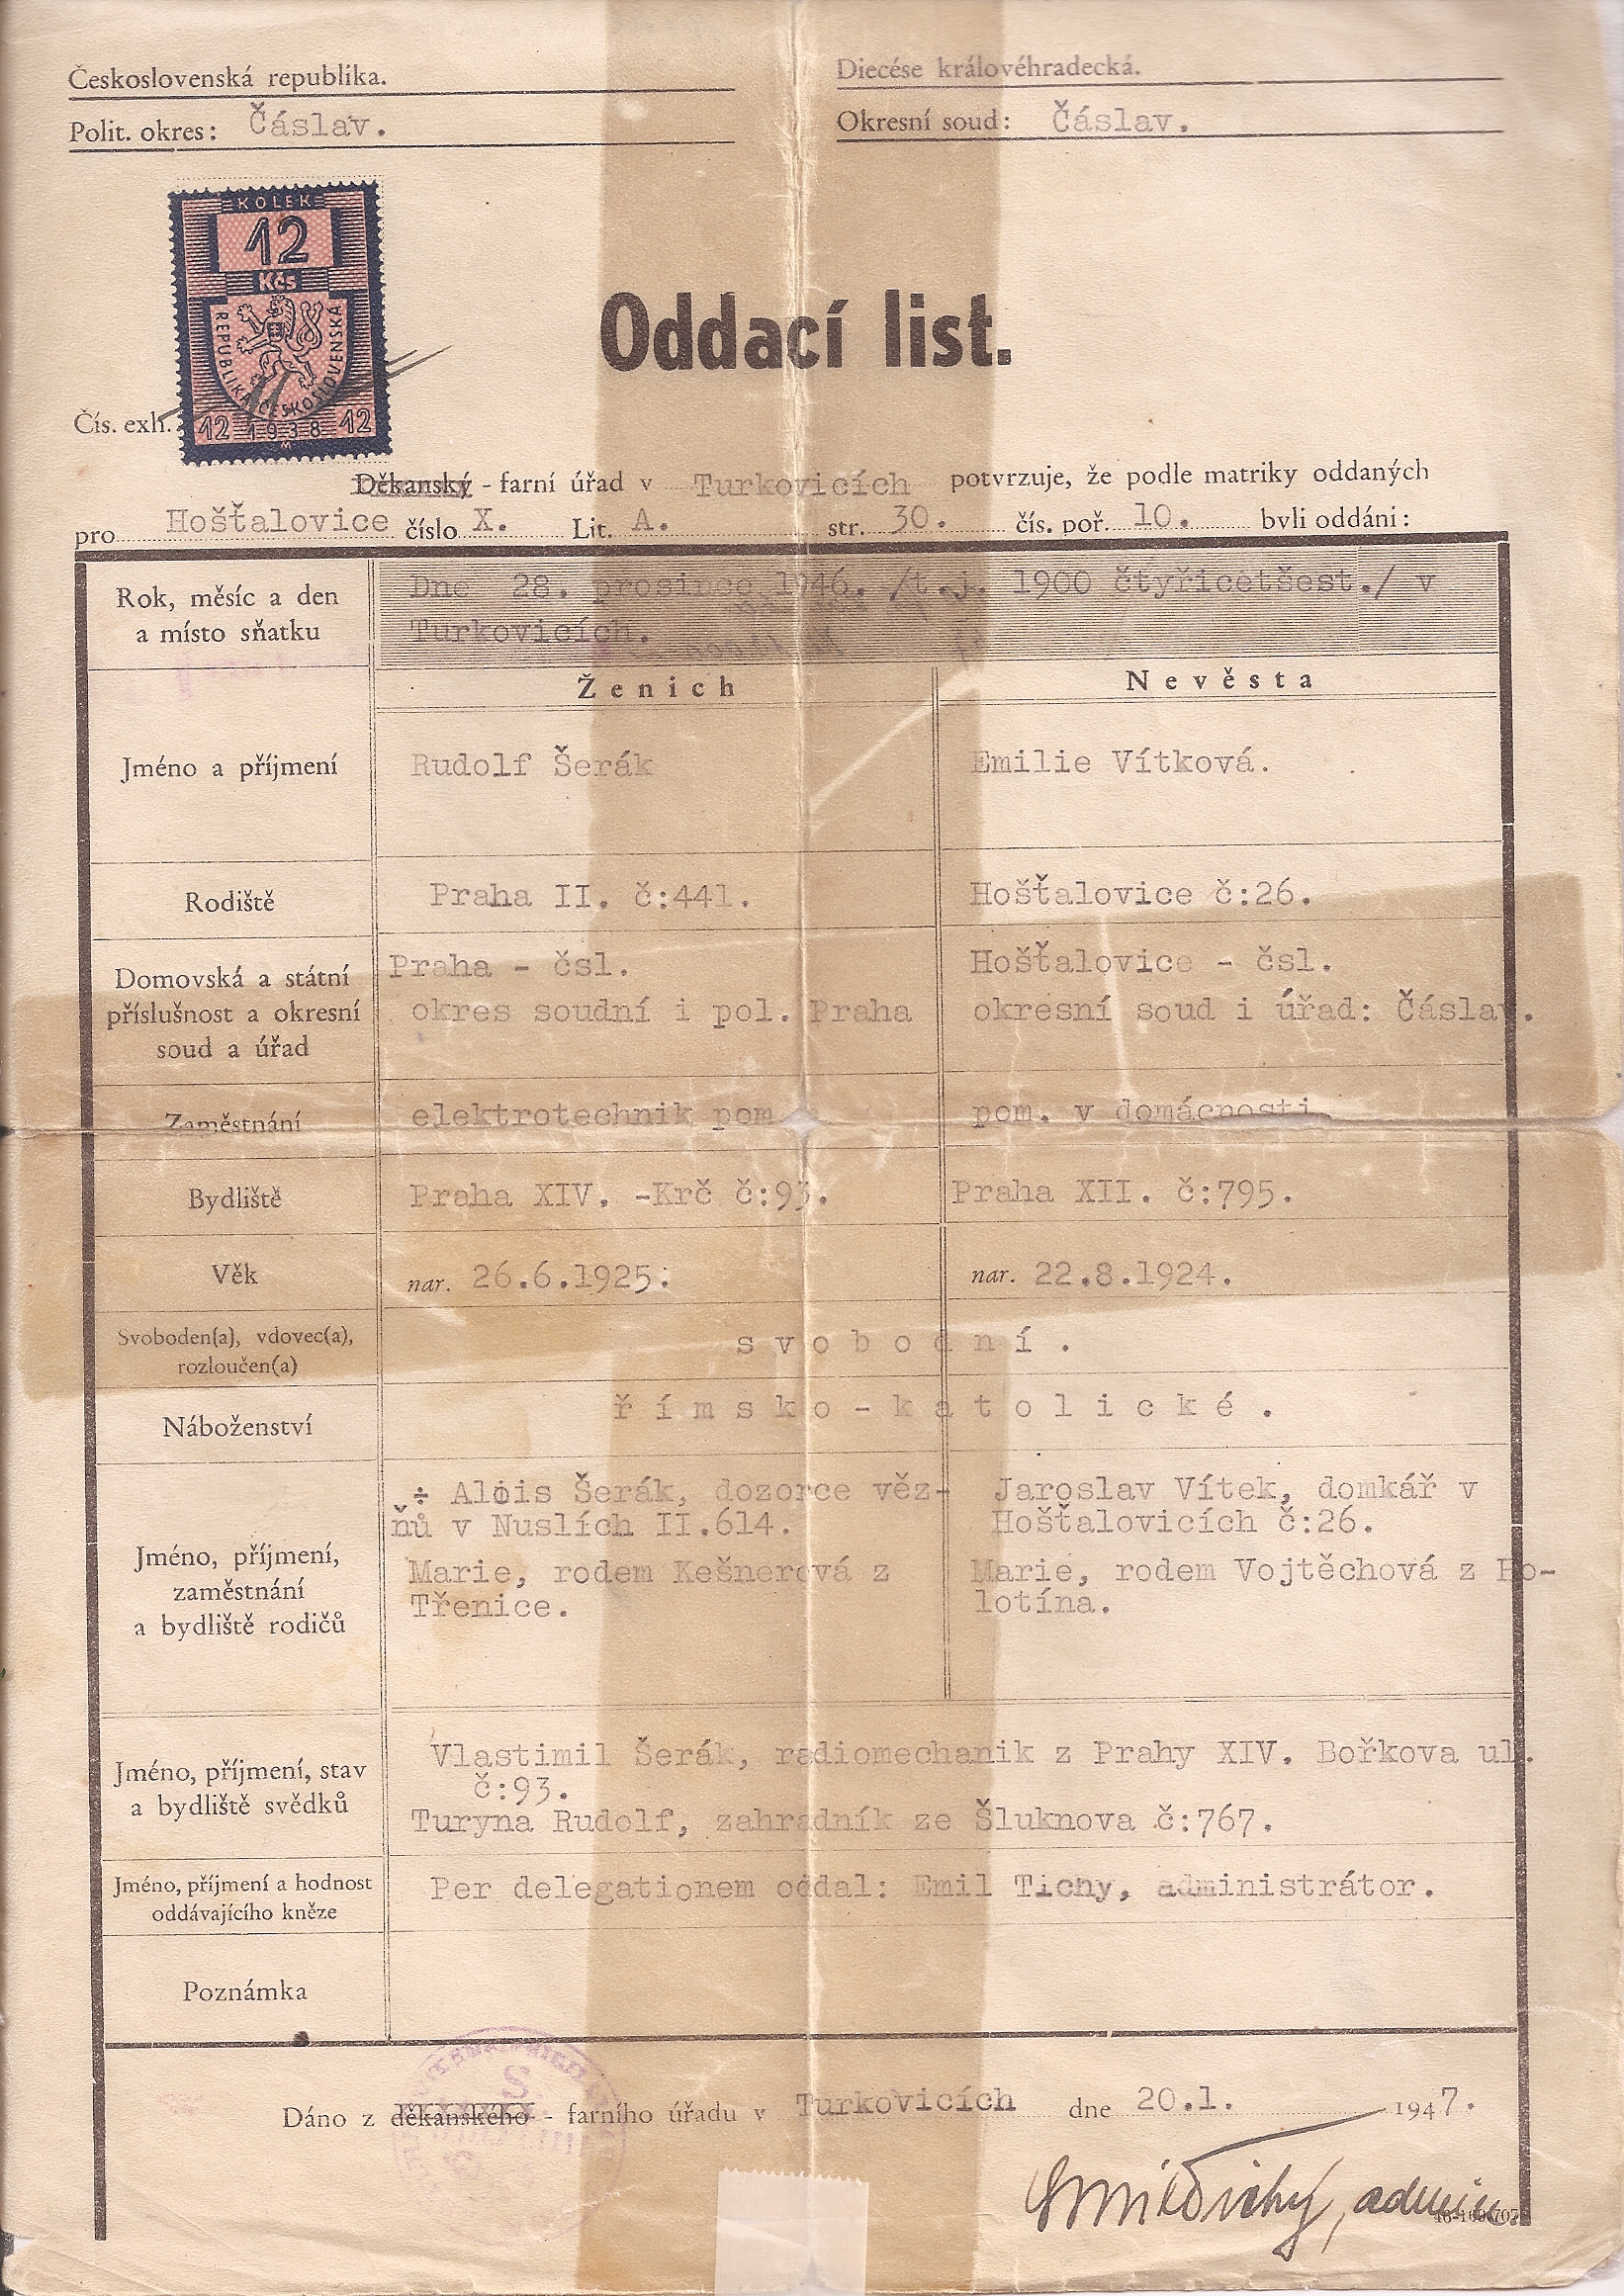 Československá republika.
Diecése královéhradecká.
Polit. okres: Čáslav.
Okresní soud: Čáslav.
KOLEK
12
Kčs
REPUBLIKA ČESKOSLOVENSKÁ
12 1938 12
Oddací list.
Čís. exh.
Děkanský - farní úřad v Turkovicích potvrzuje, že podle matriky oddaných
pro Hošťalovice číslo X. Lit. A. str. 30. čís. poř. 10. byli oddáni:
Rok, měsíc a den
a místo sňatku
Dne 28. prosince 1946. /t.j. 1900 čtyřicetšest./ v
Turkovicích.
Ženich
Nevěsta
Jméno a příjmení
Rudolf Šerák
Emilie Vítková.
Rodiště
Praha II. č:441.
Hošťalovice č:26.
Domovská a státní
příslušnost a okresní
soud a úřad
Praha - čsl.
okres soudní i pol. Praha
Hošťalovice - čsl.
okresní soud i úřad: Čáslav.
Zaměstnání
elektrotechnik pom
pom. v domácnosti.
Bydliště
Praha XIV. -Krč č:93.
Praha XII. č:795.
Věk
nar. 26.6.1925.
nar. 22.8.1924.
Svoboden(a), vdovec(a),
rozloučen(a)
svobodní.
Náboženství
římsko-katolické.
Jméno, příjmení,
zaměstnání
a bydliště rodičů
÷ Alois Šerák, dozorce věz-
ňů v Nuslích II.614.
Marie, rodem Kešnerová z
Třenice.
Jaroslav Vítek, domkář v
Hošťalovicích č:26.
Marie, rodem Vojtěchová z Ho-
lotína.
Jméno, příjmení, stav
a bydliště svědků
Vlastimil Šerák, radiomechanik z Prahy XIV. Bořkova ul.
č:93.
Turyna Rudolf, zahradník ze Šluknova č:767.
Jméno, příjmení a hodnost
oddávajícího kněze
Per delegationem oddal: Emil Tichy, administrátor.
Poznámka
Dáno z děkanského - farního úřadu v Turkovicích dne 20.1. 1947.
Emil Tichy, admin.